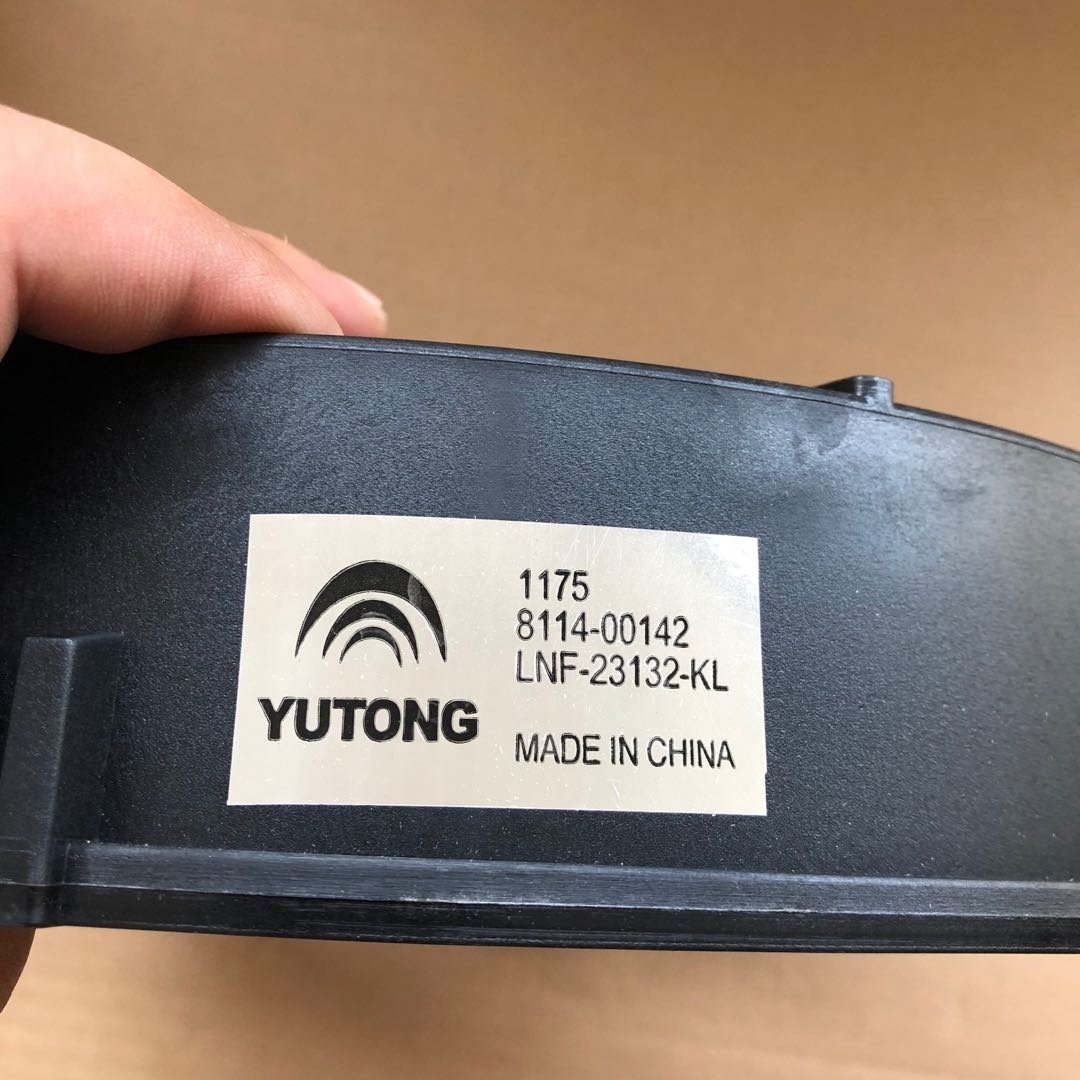 YUTONG
1175
8114-00142
LNF-23132-KL
MADE IN CHINA